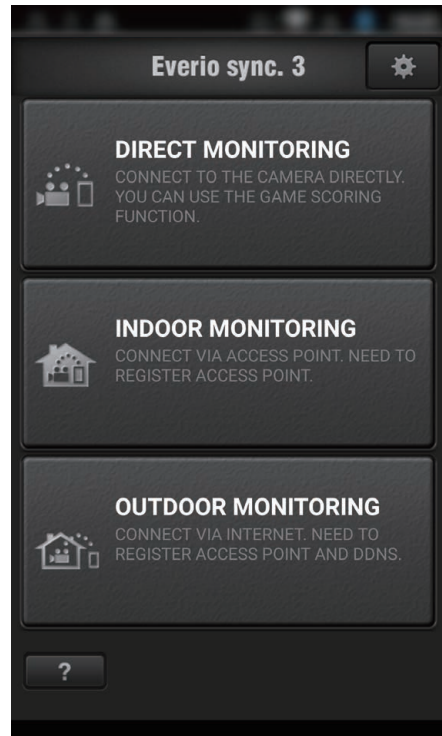 Everio sync. 3
DIRECT MONITORING
CONNECT TO THE CAMERA DIRECTLY.
YOU CAN USE THE GAME SCORING
FUNCTION.
INDOOR MONITORING
CONNECT VIA ACCESS POINT. NEED TO
REGISTER ACCESS POINT.
OUTDOOR MONITORING
CONNECT VIA INTERNET. NEED TO
REGISTER ACCESS POINT AND DDNS.
?